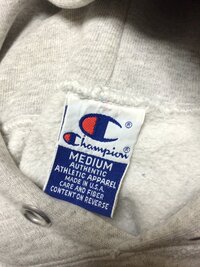 ®
Champion®
MEDIUM
AUTHENTIC
ATHLETIC APPAREL
MADE IN U.S.A.
CARE AND FIBER
CONTENT ON REVERSE